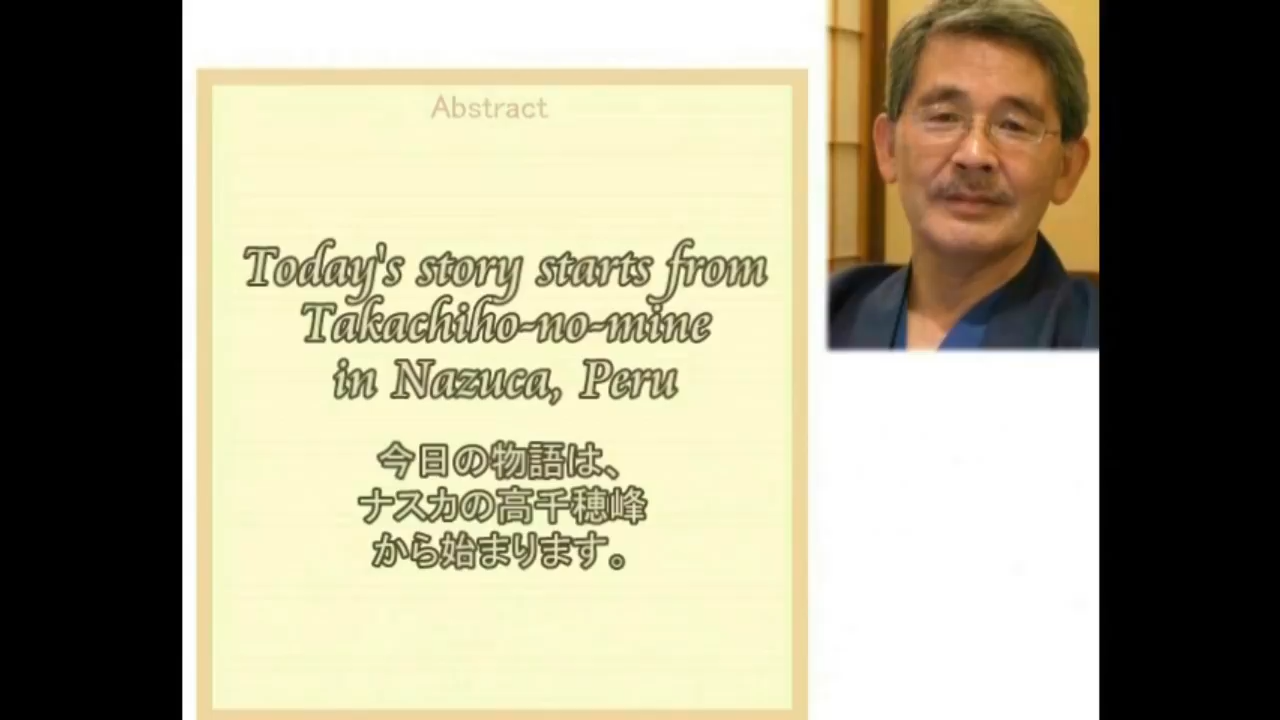 Abstract
Today's story starts from
Takachiho-no-mine
in Nazuca, Peru
今日の物語は、
ナスカの高千穂峰
から始まります。